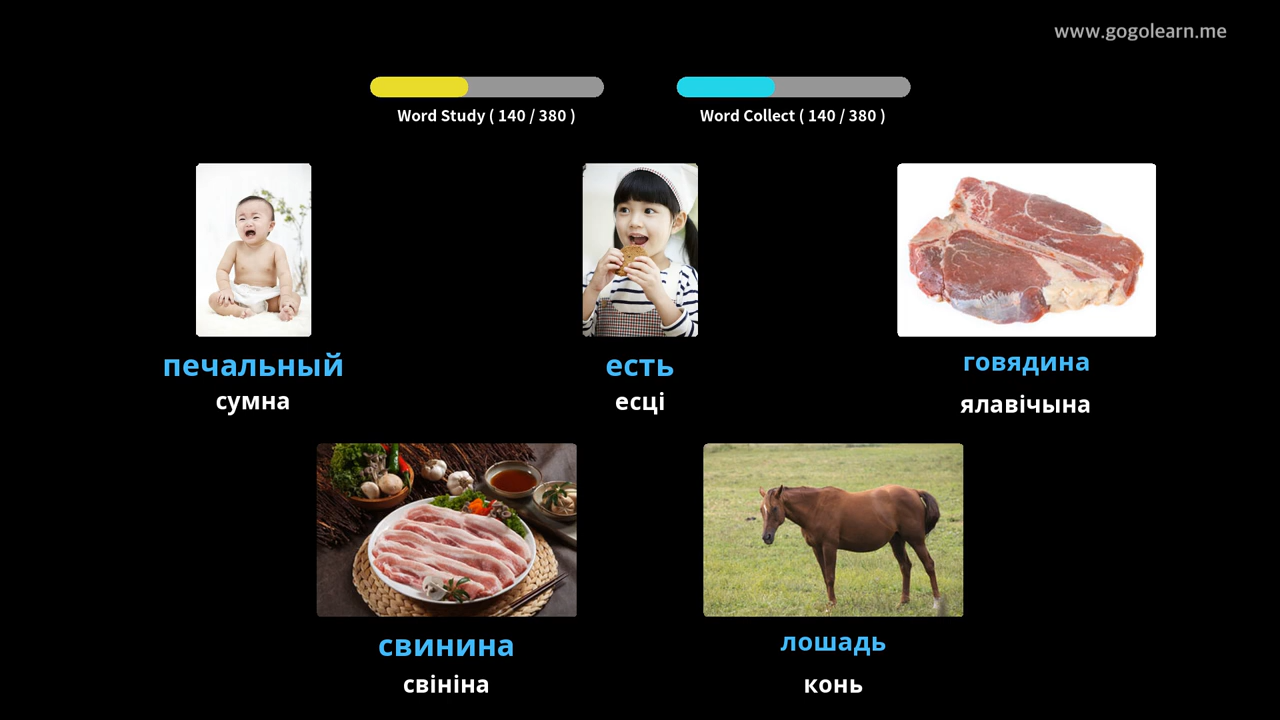 www.gogolearn.me
Word Study ( 140 / 380 )
Word Collect ( 140 / 380 )
печальный
сумна
есть
есці
говядина
ялавічына
свинина
свініна
лошадь
конь